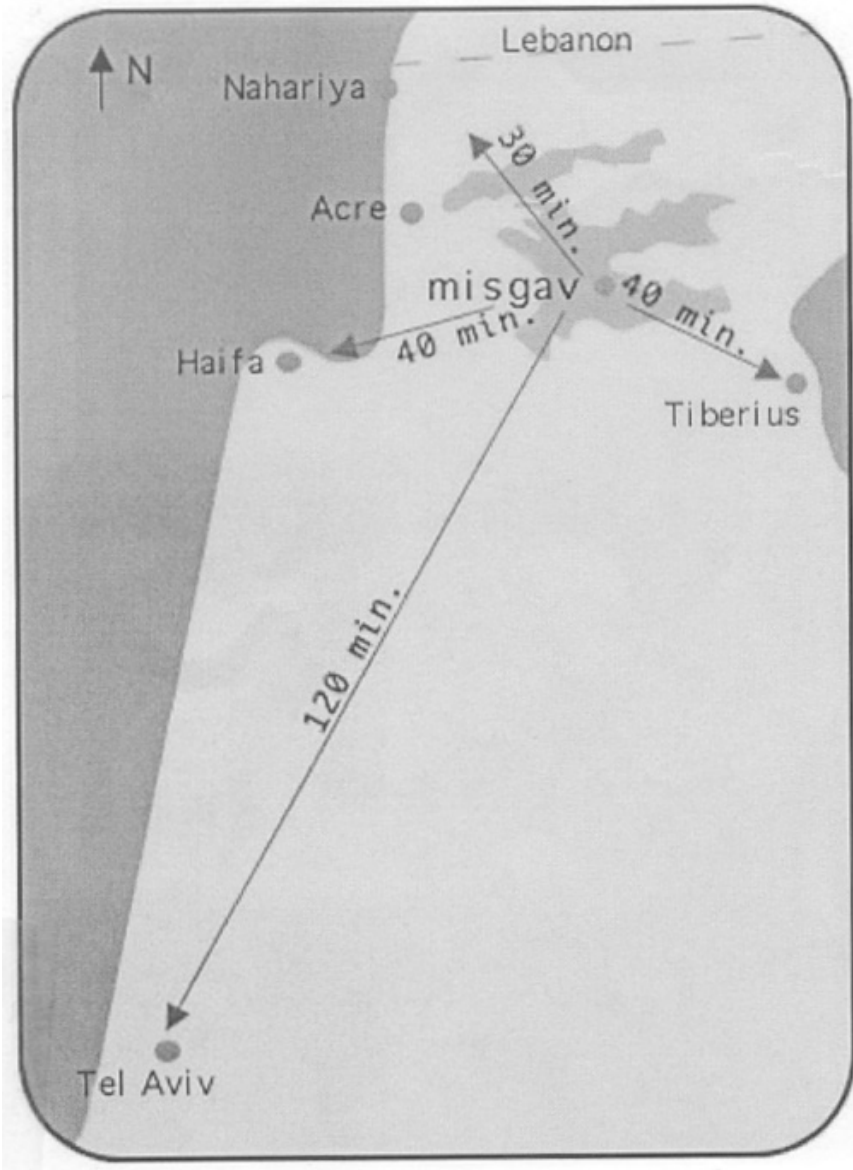 Lebanon
N
Nahariya
30 min.
Acre
misgav
40 min.
40 min.
Haifa
Tiberius
120 min.
Tel Aviv